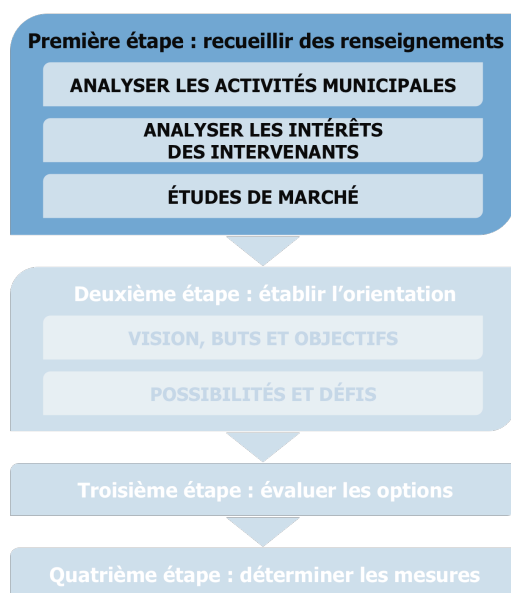 Première étape : recueillir des renseignements
ANALYSER LES ACTIVITÉS MUNICIPALES
ANALYSER LES INTÉRÊTS
DES INTERVENANTS
ÉTUDES DE MARCHÉ
Deuxième étape : établir l’orientation
VISION, BUTS ET OBJECTIFS
POSSIBILITÉS ET DÉFIS
Troisième étape : évaluer les options
Quatrième étape : déterminer les mesures